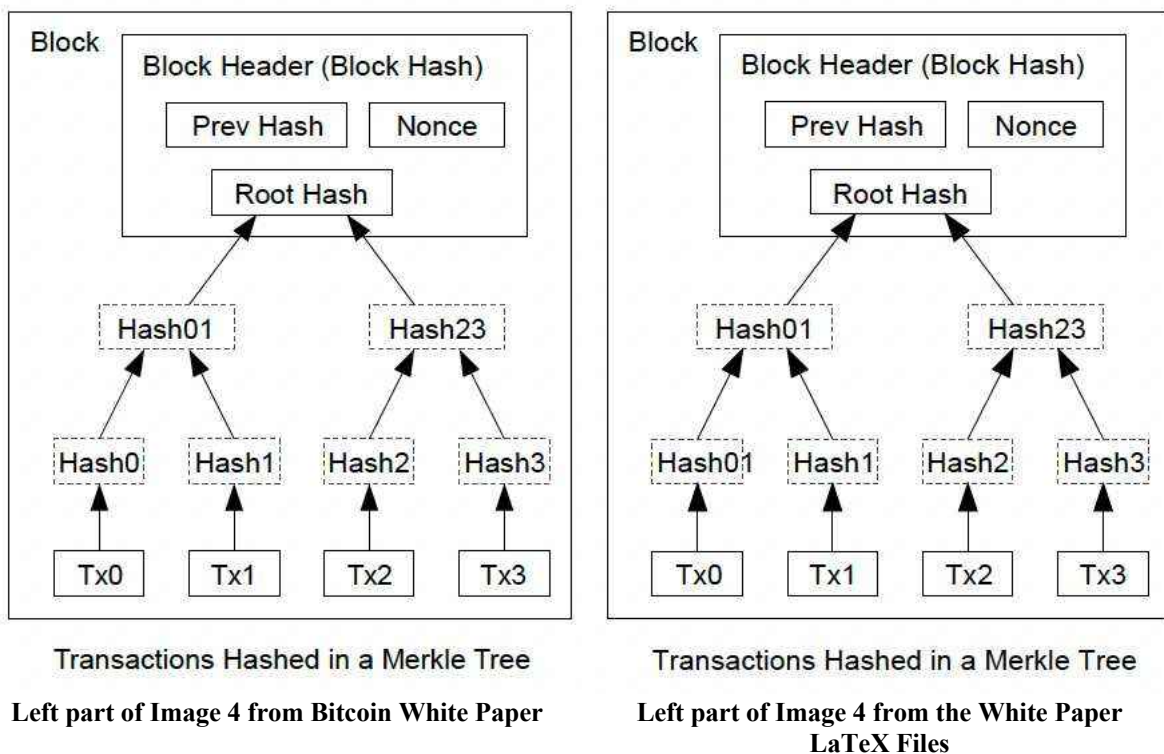 Block
Block Header (Block Hash)
Prev Hash
Nonce
Root Hash
Hash01
Hash23
Hash0
Hash1
Hash2
Hash3
Tx0
Tx1
Tx2
Tx3
Transactions Hashed in a Merkle Tree
Left part of Image 4 from Bitcoin White Paper
Block
Block Header (Block Hash)
Prev Hash
Nonce
Root Hash
Hash01
Hash23
Hash01
Hash1
Hash2
Hash3
Tx0
Tx1
Tx2
Tx3
Transactions Hashed in a Merkle Tree
Left part of Image 4 from the White Paper
LaTeX Files